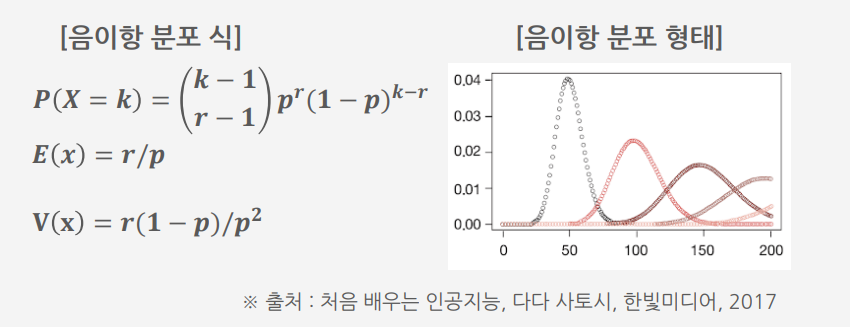 [음이항 분포 식]
P(X = k) = (k − 1 r − 1) p^r (1 − p)^{k−r}
E(x) = r/p
V(x) = r(1 − p)/p^2
[음이항 분포 형태]
0,04
0,03
0,02
0,01
0,00
0 50 100 150 200
※ 출처 : 처음 배우는 인공지능, 다다 사토시, 한빛미디어, 2017